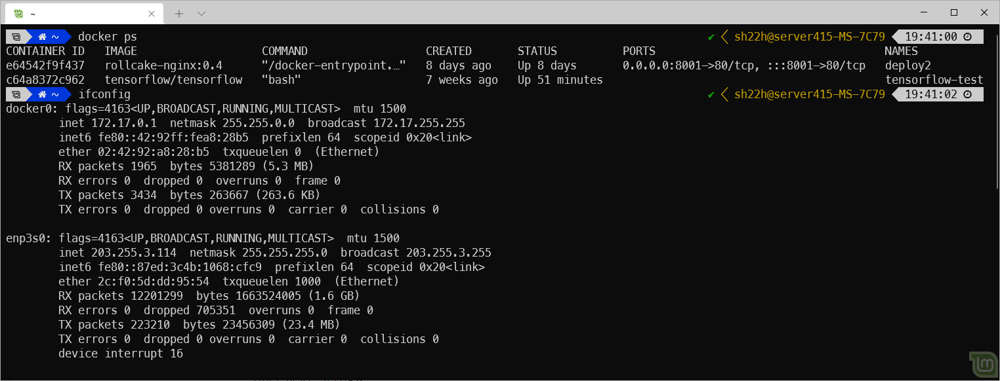 ~
~ docker ps ✔ sh22h@server415-MS-7C79 19:41:00
CONTAINER ID   IMAGE                   COMMAND                  CREATED       STATUS          PORTS                                   NAMES
e64542f9f437   rollcake-nginx:0.4      "/docker-entrypoint.…"   8 days ago    Up 8 days       0.0.0.0:8001->80/tcp, :::8001->80/tcp   deploy2
c64a8372c962   tensorflow/tensorflow   "bash"                   7 weeks ago   Up 51 minutes                                           tensorflow-test
~ ifconfig ✔ sh22h@server415-MS-7C79 19:41:02
docker0: flags=4163<UP,BROADCAST,RUNNING,MULTICAST>  mtu 1500
        inet 172.17.0.1  netmask 255.255.0.0  broadcast 172.17.255.255
        inet6 fe80::42:92ff:fea8:28b5  prefixlen 64  scopeid 0x20<link>
        ether 02:42:92:a8:28:b5  txqueuelen 0  (Ethernet)
        RX packets 1965  bytes 5381289 (5.3 MB)
        RX errors 0  dropped 0  overruns 0  frame 0
        TX packets 3434  bytes 263667 (263.6 KB)
        TX errors 0  dropped 0 overruns 0  carrier 0  collisions 0
enp3s0: flags=4163<UP,BROADCAST,RUNNING,MULTICAST>  mtu 1500
        inet 203.255.3.114  netmask 255.255.255.0  broadcast 203.255.3.255
        inet6 fe80::87ed:3c4b:1068:cfc9  prefixlen 64  scopeid 0x20<link>
        ether 2c:f0:5d:dd:95:54  txqueuelen 1000  (Ethernet)
        RX packets 12201299  bytes 1663524005 (1.6 GB)
        RX errors 0  dropped 705351  overruns 0  frame 0
        TX packets 223210  bytes 23456309 (23.4 MB)
        TX errors 0  dropped 0 overruns 0  carrier 0  collisions 0
        device interrupt 16